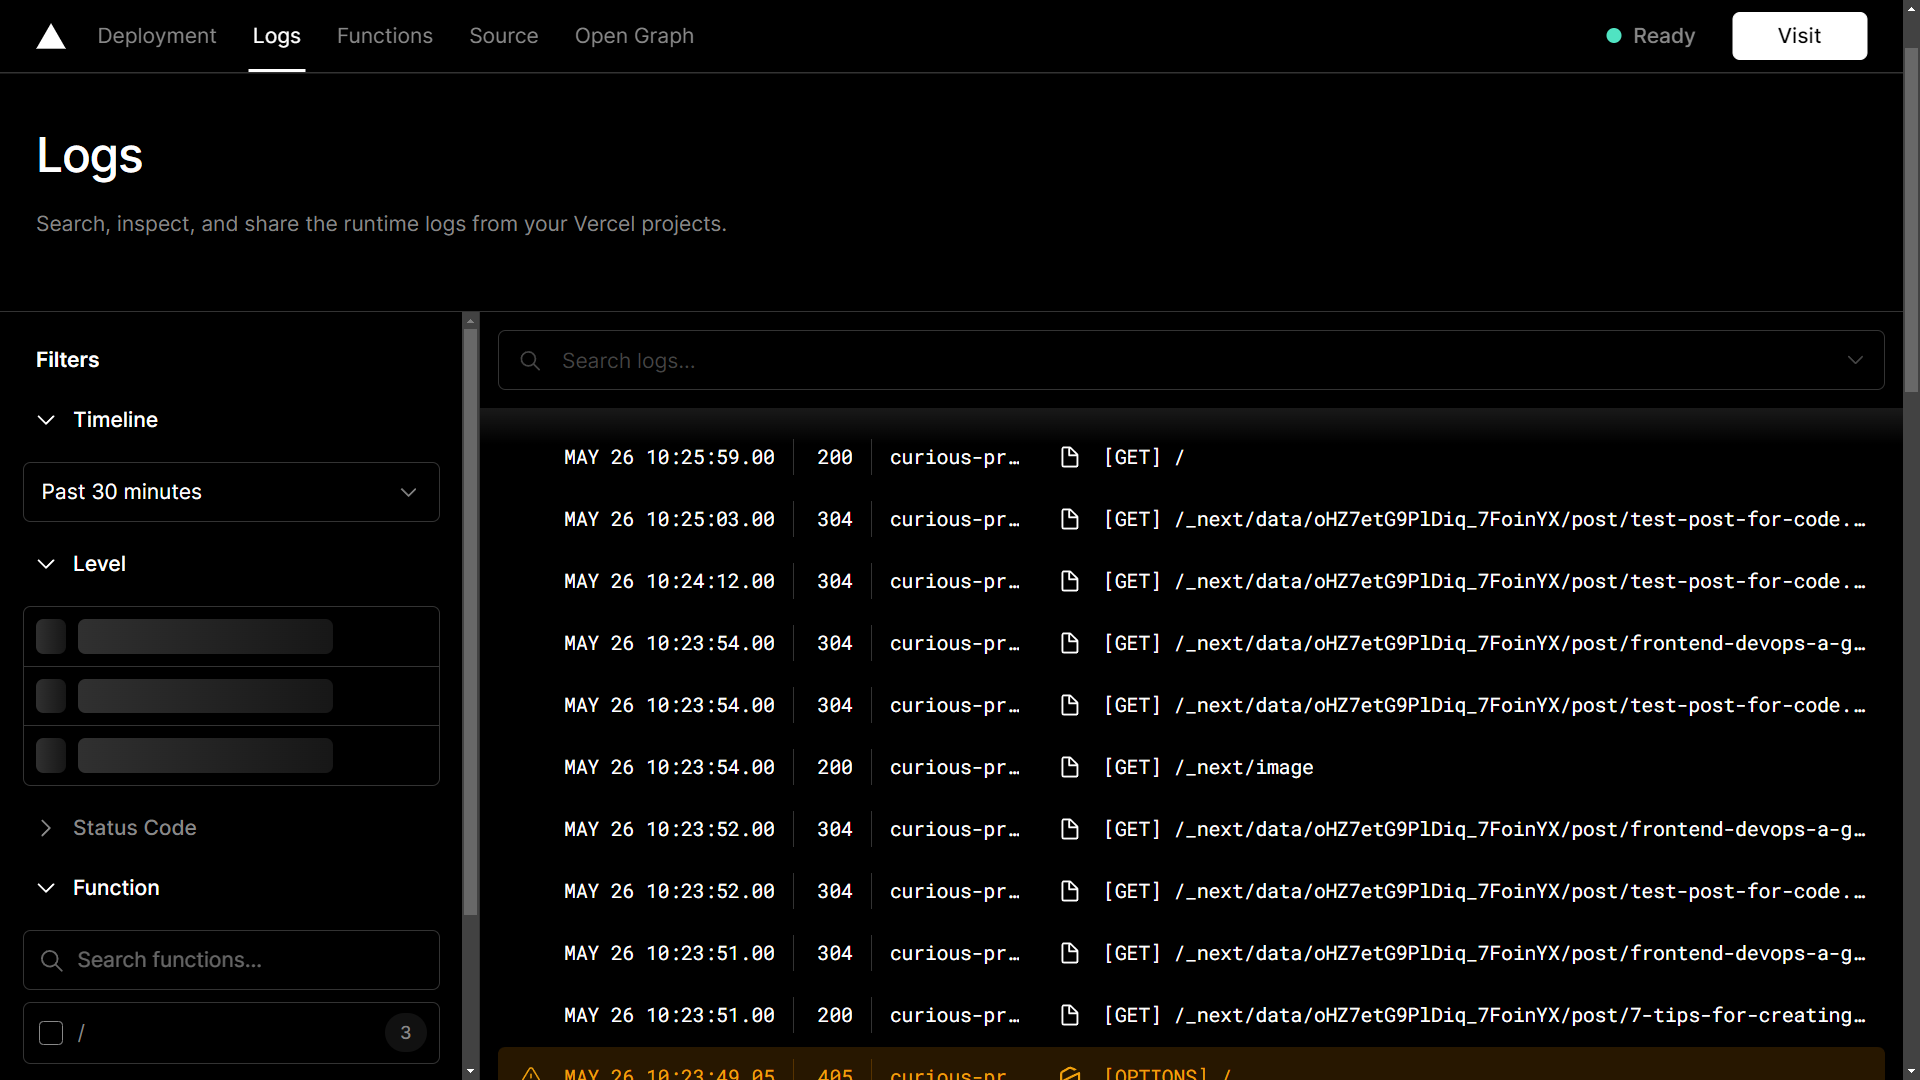 Deployment Logs Functions Source Open Graph Ready Visit
Logs
Search, inspect, and share the runtime logs from your Vercel projects.
Filters
Timeline
Past 30 minutes
Level
Status Code
Function
Search functions...
/ 3
Search logs...
MAY 26 10:25:59.00 200 curious-pr… [GET] /
MAY 26 10:25:03.00 304 curious-pr… [GET] /_next/data/oHZ7etG9PlDiq_7FoinYX/post/test-post-for-code.…
MAY 26 10:24:12.00 304 curious-pr… [GET] /_next/data/oHZ7etG9PlDiq_7FoinYX/post/test-post-for-code.…
MAY 26 10:23:54.00 304 curious-pr… [GET] /_next/data/oHZ7etG9PlDiq_7FoinYX/post/frontend-devops-a-g…
MAY 26 10:23:54.00 304 curious-pr… [GET] /_next/data/oHZ7etG9PlDiq_7FoinYX/post/test-post-for-code.…
MAY 26 10:23:54.00 200 curious-pr… [GET] /_next/image
MAY 26 10:23:52.00 304 curious-pr… [GET] /_next/data/oHZ7etG9PlDiq_7FoinYX/post/frontend-devops-a-g…
MAY 26 10:23:52.00 304 curious-pr… [GET] /_next/data/oHZ7etG9PlDiq_7FoinYX/post/test-post-for-code.…
MAY 26 10:23:51.00 304 curious-pr… [GET] /_next/data/oHZ7etG9PlDiq_7FoinYX/post/frontend-devops-a-g…
MAY 26 10:23:51.00 200 curious-pr… [GET] /_next/data/oHZ7etG9PlDiq_7FoinYX/post/7-tips-for-creating…
MAY 26 10:23:49.05 405 curious-pr… [OPTIONS] /